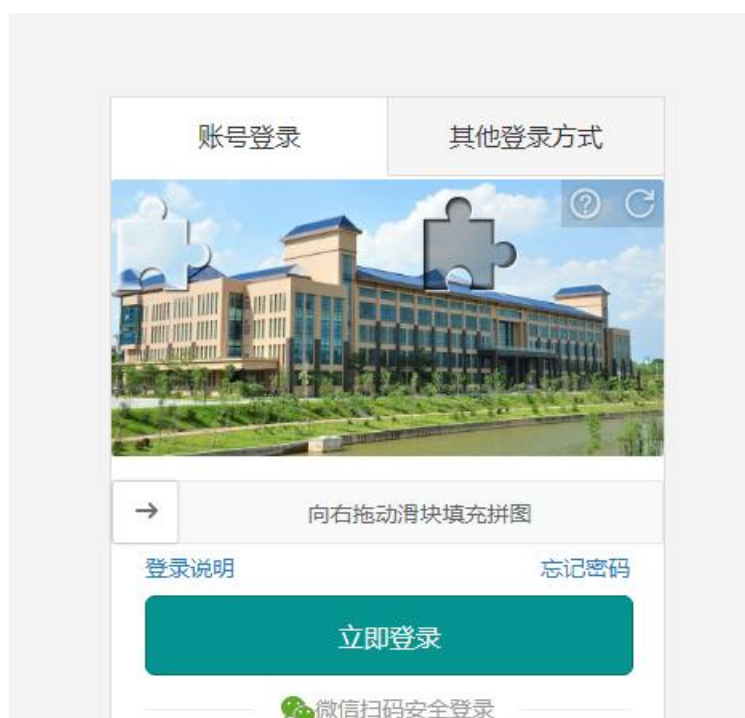 账号登录 其他登录方式
向右拖动滑块填充拼图
登录说明 忘记密码
立即登录
微信扫码安全登录